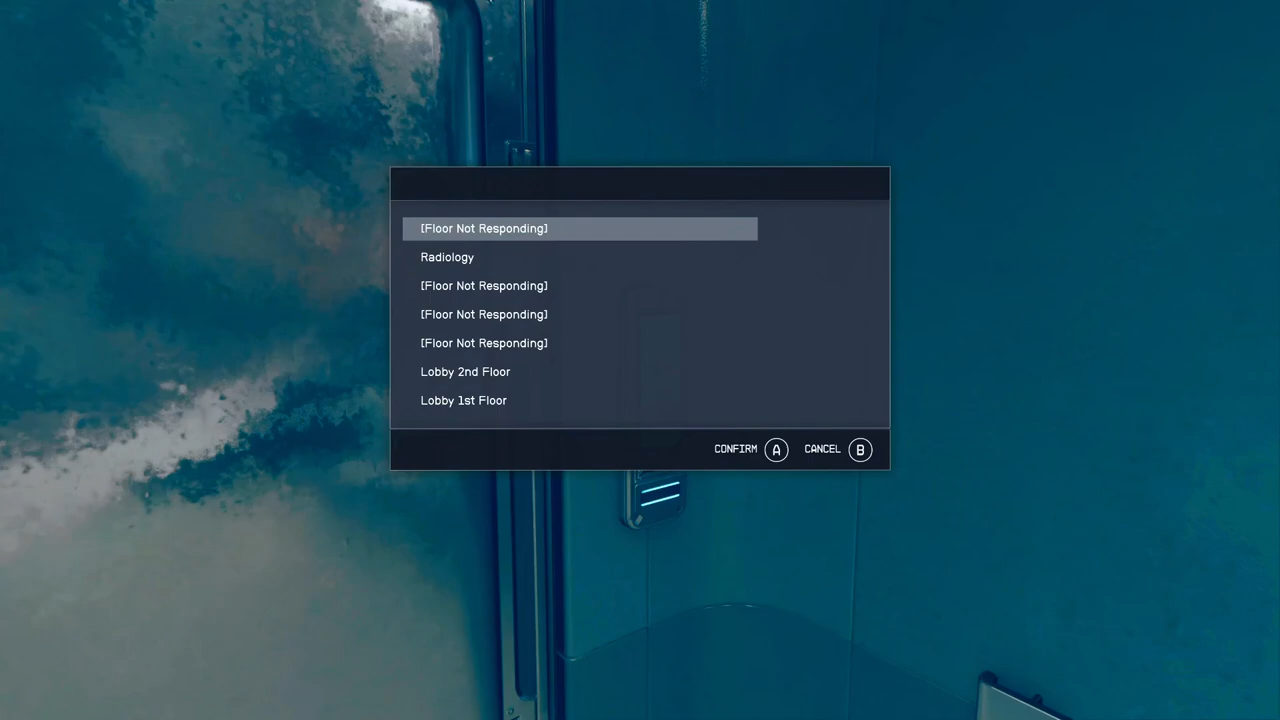 [Floor Not Responding]
Radiology
[Floor Not Responding]
[Floor Not Responding]
[Floor Not Responding]
Lobby 2nd Floor
Lobby 1st Floor
CONFIRM A CANCEL B